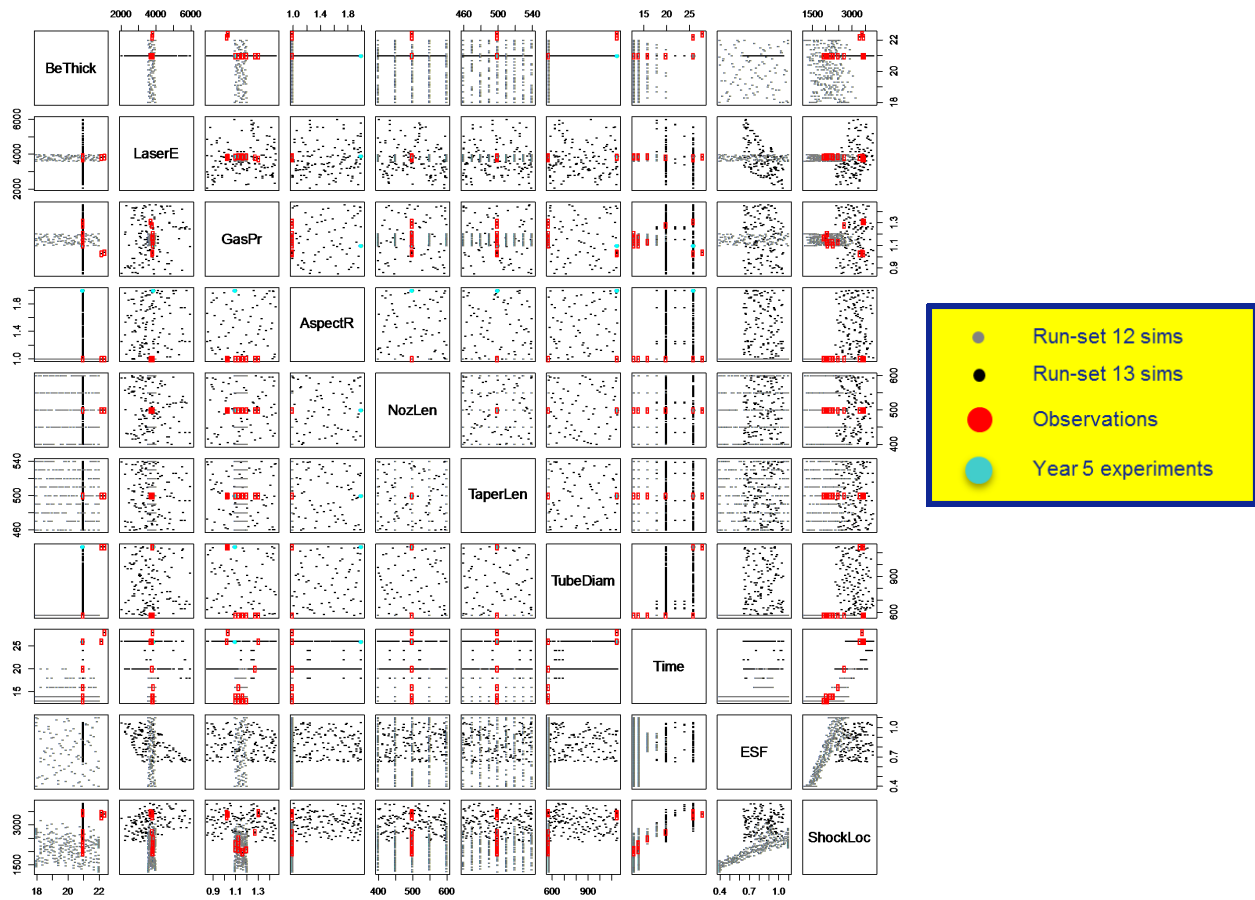 2000 4000 6000 1.0 1.4 1.8 460 500 540 15 20 25 1500 3000
BeThick
18 20 22
2000 4000 6000
LaserE
GasPr
0.9 1.1 1.3
1.0 1.4 1.8
AspectR
NozLen
400 500 600
460 500 540
TaperLen
TubeDiam
600 900
15 20 25
Time
ESF
0.4 0.7 1.0
1500 3000
ShockLoc
18 20 22 0.9 1.1 1.3 400 500 600 600 900 0.4 0.7 1.0
Run-set 12 sims
Run-set 13 sims
Observations
Year 5 experiments